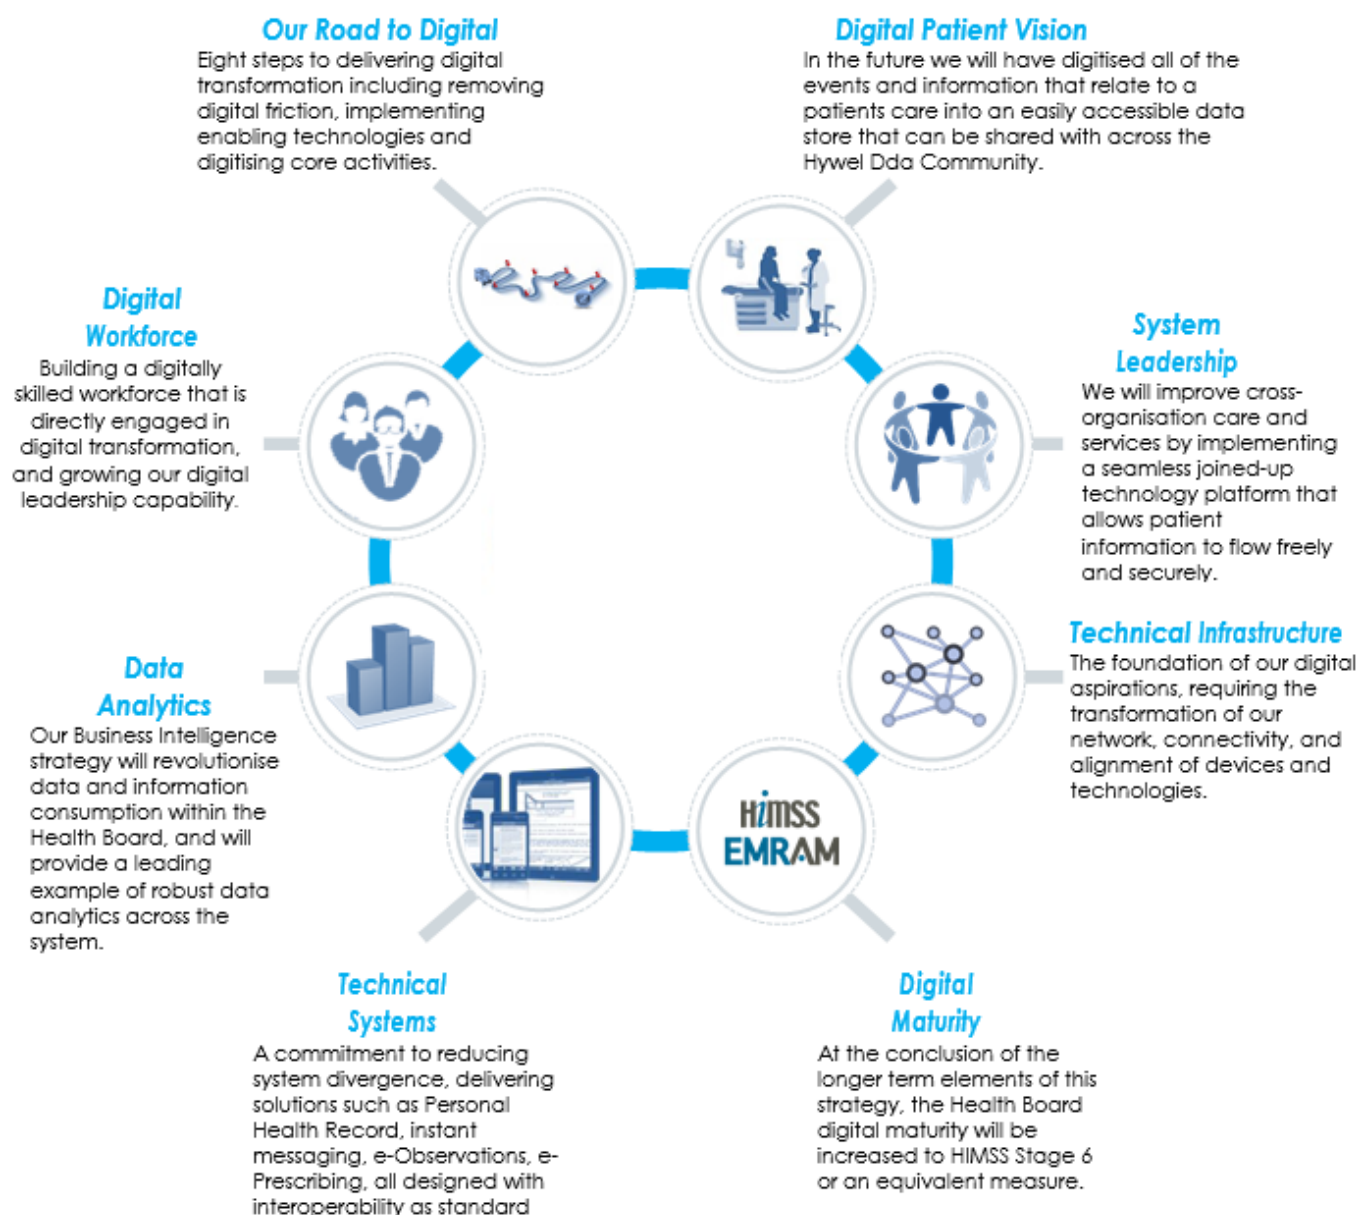 Our Road to Digital
Eight steps to delivering digital
transformation including removing
digital friction, implementing
enabling technologies and
digitising core activities.
Digital Patient Vision
In the future we will have digitised all of the
events and information that relate to a
patients care into an easily accessible data
store that can be shared with across the
Hywel Dda Community.
System
Leadership
We will improve cross-
organisation care and
services by implementing
a seamless joined-up
technology platform that
allows patient
information to flow freely
and securely.
Technical Infrastructure
The foundation of our digital
aspirations, requiring the
transformation of our
network, connectivity, and
alignment of devices and
technologies.
HiMSS
EMRAM
Digital
Maturity
At the conclusion of the
longer term elements of this
strategy, the Health Board
digital maturity will be
increased to HIMSS Stage 6
or an equivalent measure.
Technical
Systems
A commitment to reducing
system divergence, delivering
solutions such as Personal
Health Record, instant
messaging, e-Observations, e-
Prescribing, all designed with
interoperability as standard
Data
Analytics
Our Business Intelligence
strategy will revolutionise
data and information
consumption within the
Health Board, and will
provide a leading
example of robust data
analytics across the
system.
Digital
Workforce
Building a digitally
skilled workforce that is
directly engaged in
digital transformation,
and growing our digital
leadership capability.